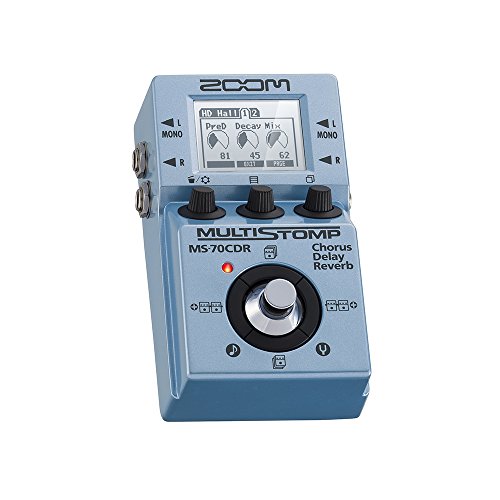 ZOOM
HD Hall 1 2
PreD Decay Mix
81 45 62
EXIT PAGE
L
MONO
R
L
MONO
R
MULTISTOMP
MS-70CDR
Chorus
Delay
Reverb